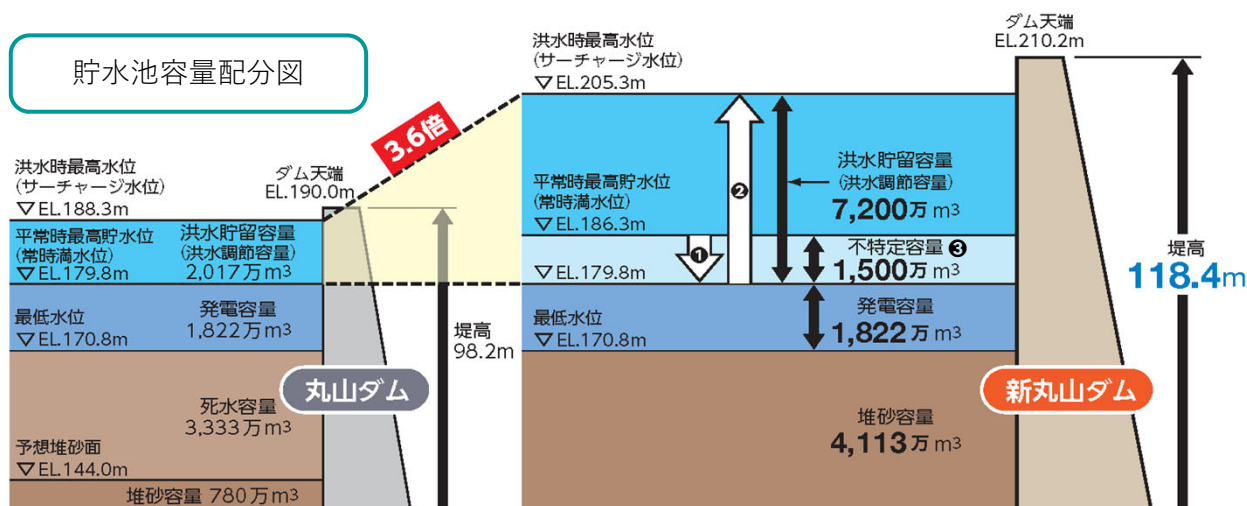 貯水池容量配分図
洪水時最高水位
(サーチャージ水位)
▽EL.188.3m
平常時最高貯水位
(常時満水位)
▽EL.179.8m
洪水貯留容量
(洪水調節容量)
2,017万m3
最低水位
▽EL.170.8m
発電容量
1,822万m3
死水容量
3,333万m3
予想堆砂面
▽EL.144.0m
堆砂容量 780万m3
ダム天端
EL.190.0m
丸山ダム
堤高
98.2m
3.6倍
洪水時最高水位
(サーチャージ水位)
▽EL.205.3m
平常時最高貯水位
(常時満水位)
▽EL.186.3m
▽EL.179.8m
最低水位
▽EL.170.8m
❶
❷
洪水貯留容量
(洪水調節容量)
7,200万m3
不特定容量❸
1,500万m3
発電容量
1,822万m3
堆砂容量
4,113万m3
ダム天端
EL.210.2m
新丸山ダム
堤高
118.4m